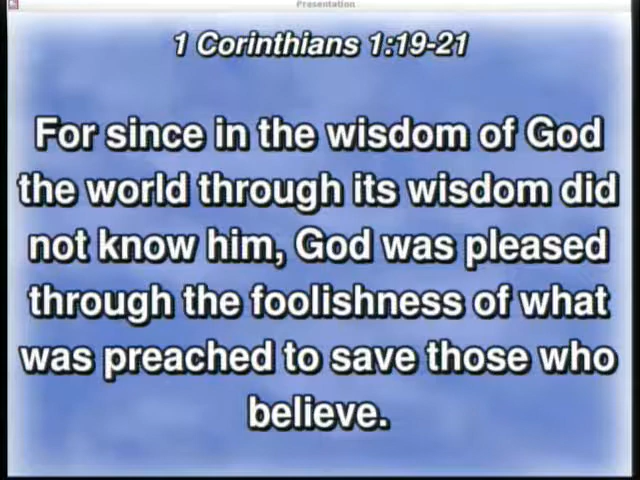 Presentation
1 Corinthians 1:19-21
For since in the wisdom of God
the world through its wisdom did
not know him, God was pleased
through the foolishness of what
was preached to save those who
believe.